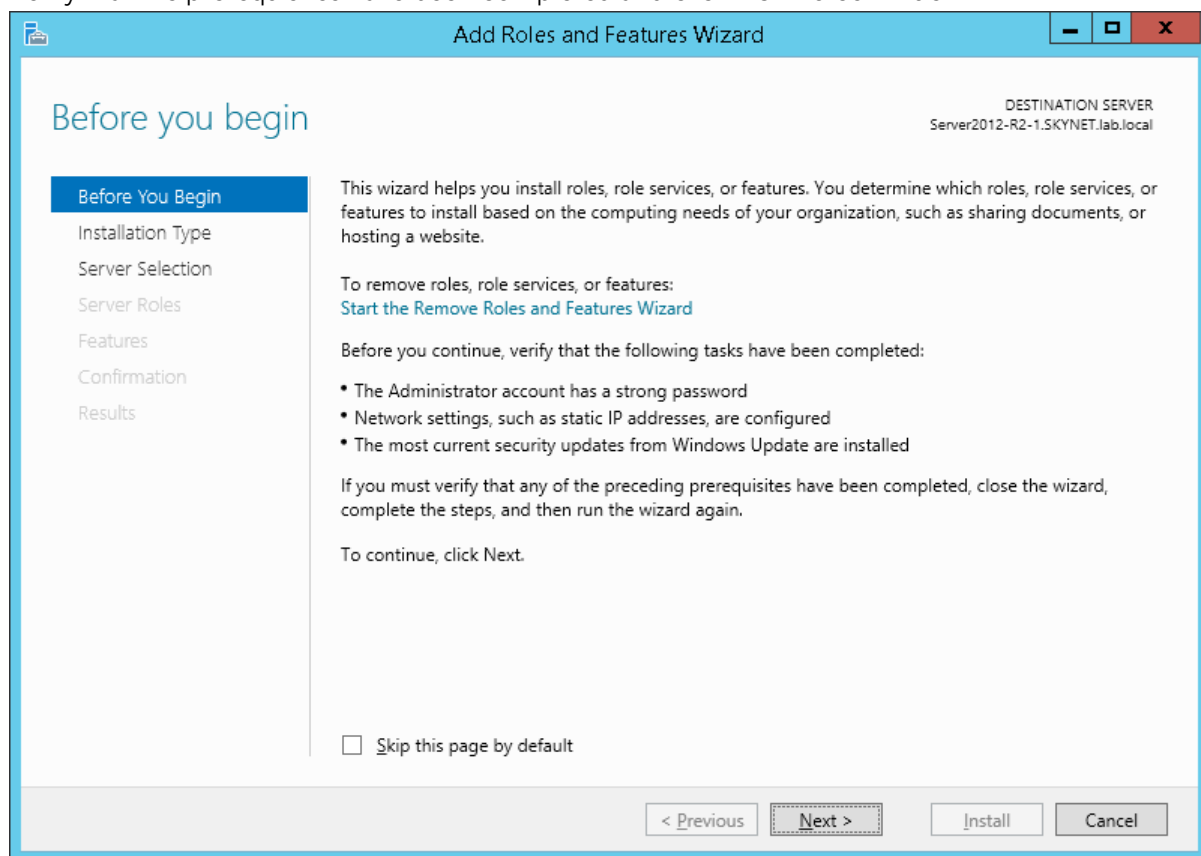 Add Roles and Features Wizard
Before you begin
DESTINATION SERVER
Server2012-R2-1.SKYNET.lab.local
Before You Begin
Installation Type
Server Selection
Server Roles
Features
Confirmation
Results
This wizard helps you install roles, role services, or features. You determine which roles, role services, or
features to install based on the computing needs of your organization, such as sharing documents, or
hosting a website.
To remove roles, role services, or features:
Start the Remove Roles and Features Wizard
Before you continue, verify that the following tasks have been completed:
• The Administrator account has a strong password
• Network settings, such as static IP addresses, are configured
• The most current security updates from Windows Update are installed
If you must verify that any of the preceding prerequisites have been completed, close the wizard,
complete the steps, and then run the wizard again.
To continue, click Next.
Skip this page by default
< Previous
Next >
Install
Cancel